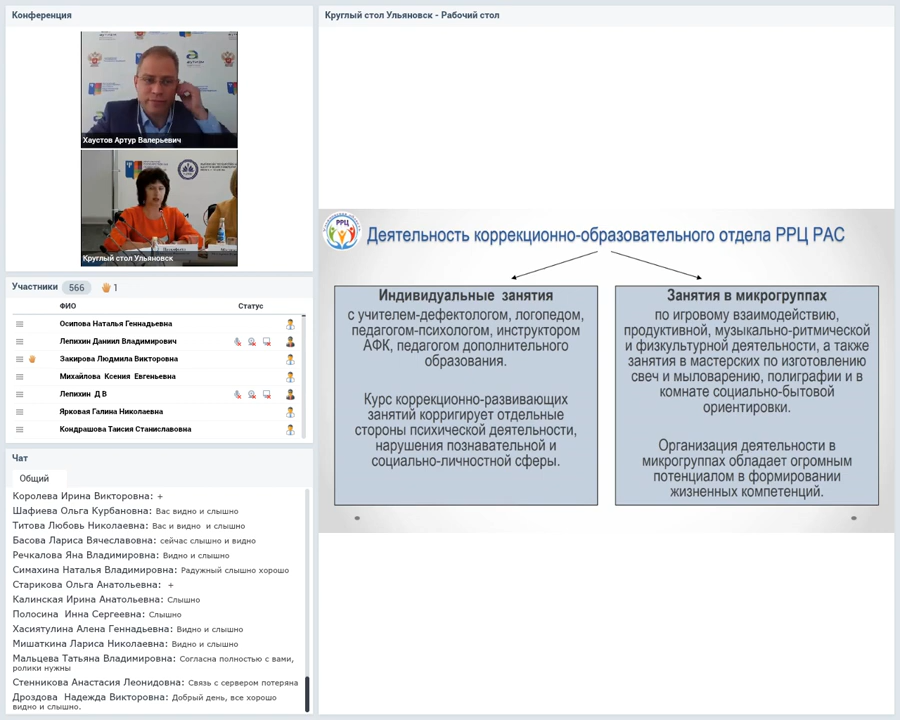 Конференция
Хаустов Артур Валерьевич
Круглый стол Ульяновск
Участники 566 1
ФИО Статус
Осипова Наталья Геннадьевна
Лепихин Даниил Владимирович
Закирова Людмила Викторовна
Михайлова Ксения Евгеньевна
Лепихин Д В
Ярковая Галина Николаевна
Кондрашова Таисия Станиславовна
Чат
Общий
Королева Ирина Викторовна: +
Шафиева Ольга Курбановна: Вас видно и слышно
Титова Любовь Николаевна: Вас и видно и слышно
Басова Лариса Вячеславовна: сейчас слышно и видно
Речкалова Яна Владимировна: Видно и слышно
Симахина Наталья Владимировна: Радужный слышно хорошо
Старикова Ольга Анатольевна: +
Калинская Ирина Анатольевна: Слышно
Полосина Инна Сергеевна: Слышно
Хасиятулина Алена Геннадьевна: Видно и слышно
Мишаткина Лариса Николаевна: Видно и слышно
Мальцева Татьяна Владимировна: Согласна полностью с вами,
ролики нужны
Стенникова Анастасия Леонидовна: Связь с сервером потеряна
Дроздова Надежда Викторовна: Добрый день, все хорошо
видно и слышно.
Круглый стол Ульяновск - Рабочий стол
РРЦ
Деятельность коррекционно-образовательного отдела РРЦ РАС
Индивидуальные занятия
с учителем-дефектологом, логопедом,
педагогом-психологом, инструктором
АФК, педагогом дополнительного
образования.
Курс коррекционно-развивающих
занятий корригирует отдельные
стороны психической деятельности,
нарушения познавательной и
социально-личностной сферы.
Занятия в микрогруппах
по игровому взаимодействию,
продуктивной, музыкально-ритмической
и физкультурной деятельности, а также
занятия в мастерских по изготовлению
свеч и мыловарению, полиграфии и в
комнате социально-бытовой
ориентировки.
Организация деятельности в
микрогруппах обладает огромным
потенциалом в формировании
жизненных компетенций.